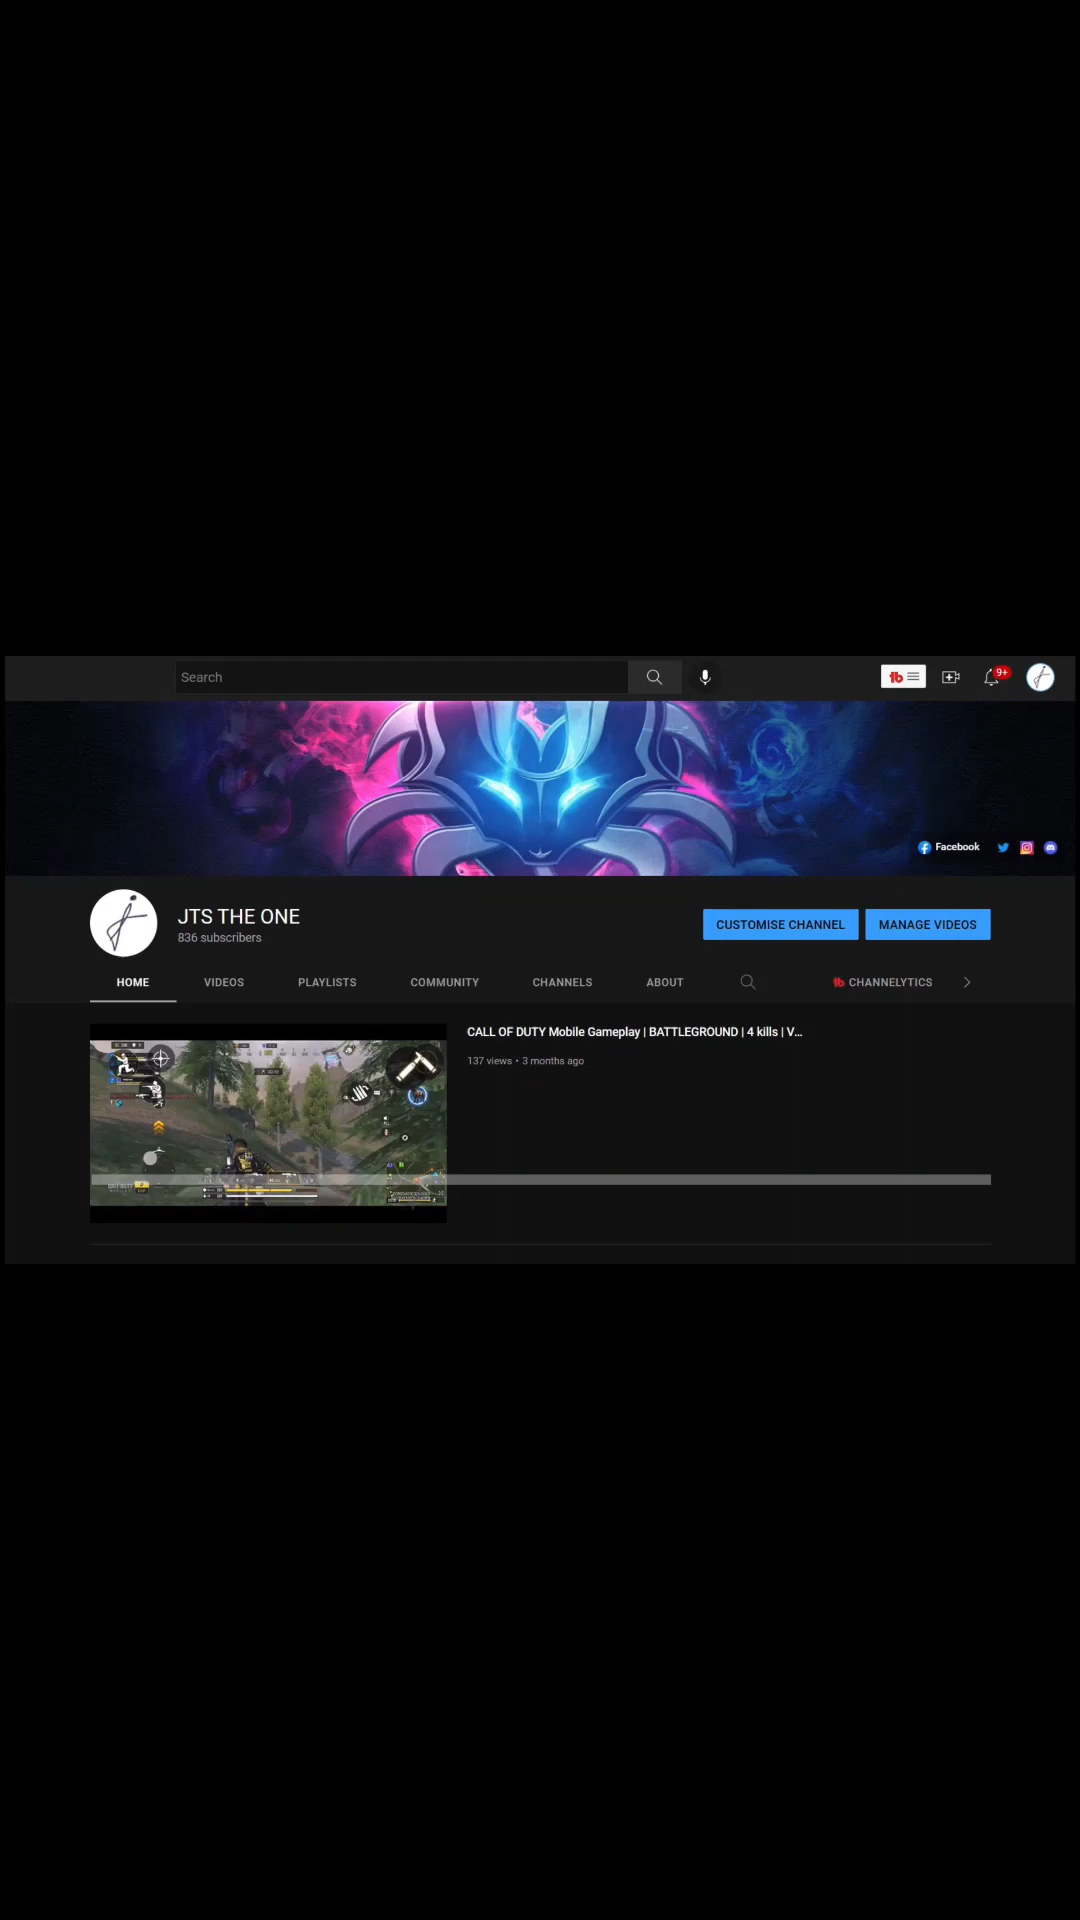 Search
9+
Facebook
JTS THE ONE
836 subscribers
CUSTOMISE CHANNEL
MANAGE VIDEOS
HOME
VIDEOS
PLAYLISTS
COMMUNITY
CHANNELS
ABOUT
CHANNELYTICS
CALL OF DUTY Mobile Gameplay | BATTLEGROUND | 4 kills | V...
137 views • 3 months ago